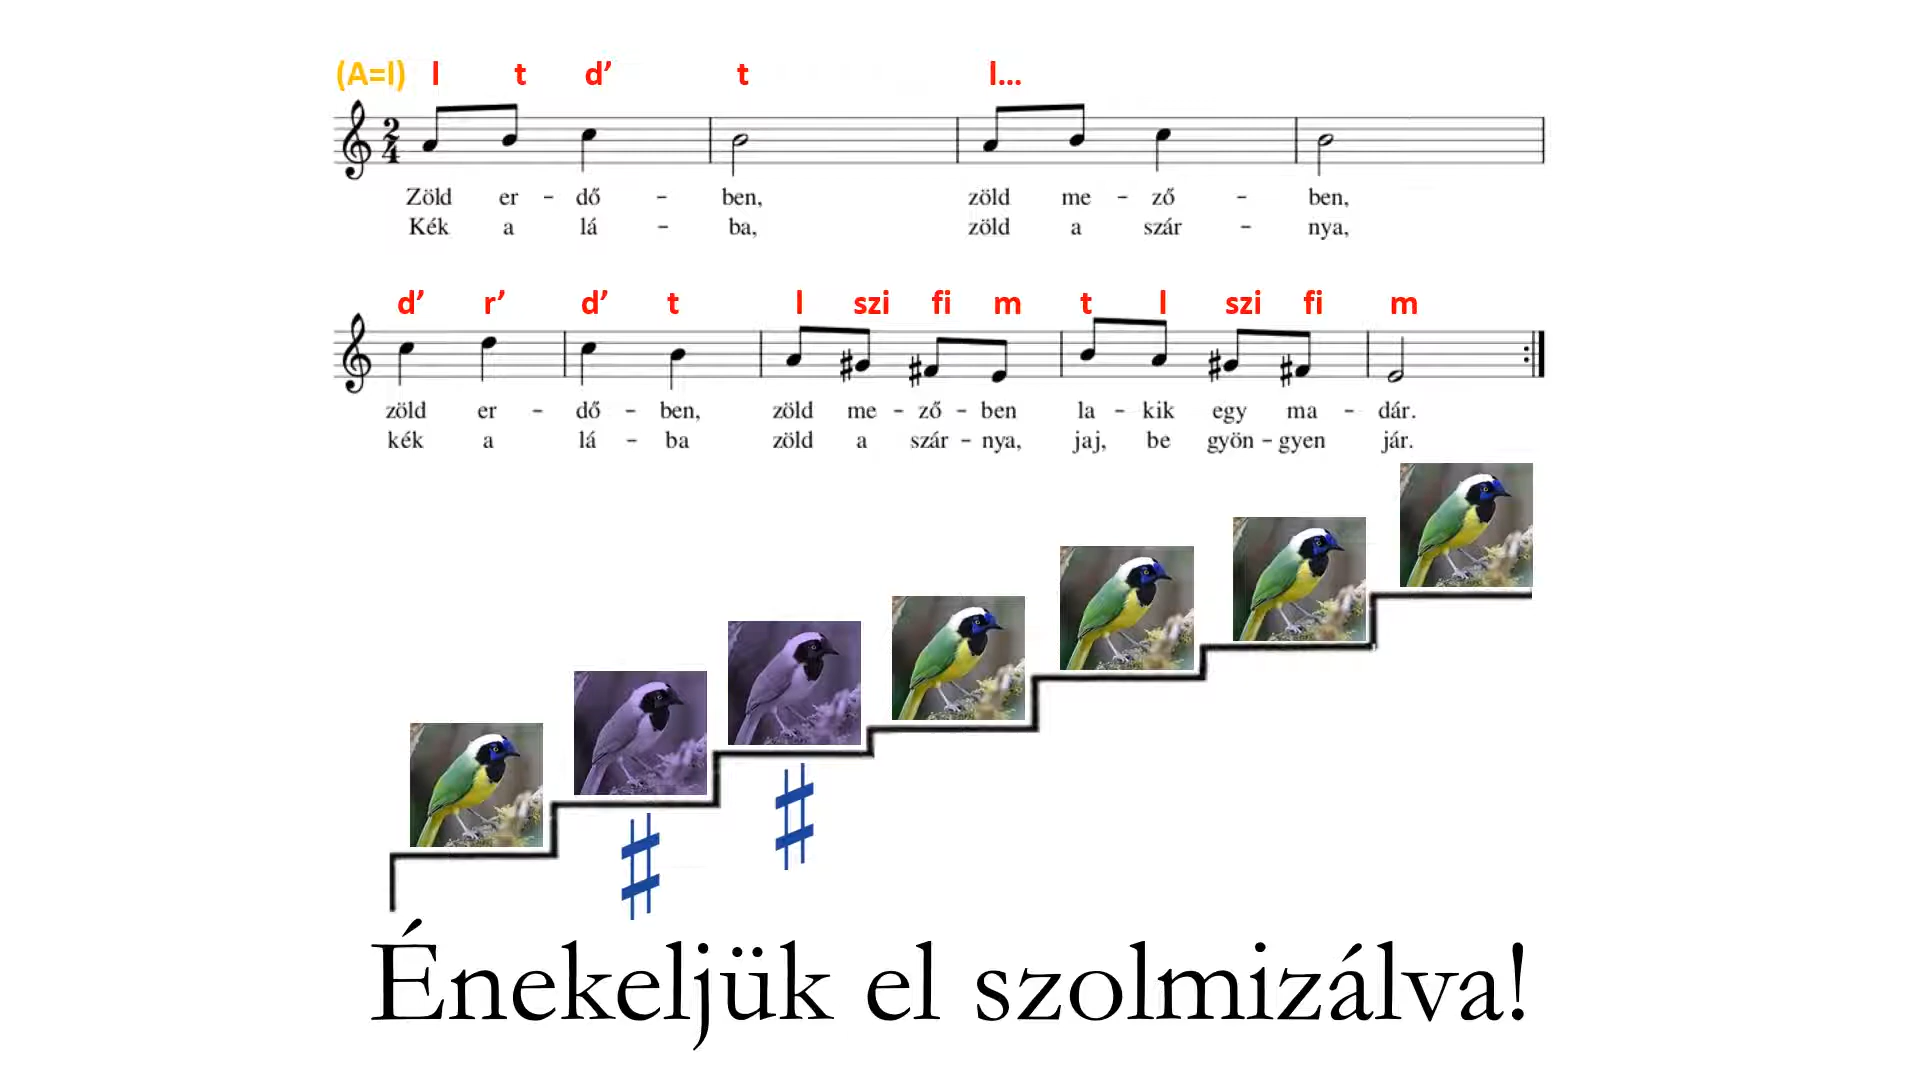 (A=l) l t d’ t l...
2
4
Zöld er - dő - ben, zöld me - ző - ben,
Kék a lá - ba, zöld a szár - nya,
d’ r’ d’ t l szi fi m t l szi fi m
zöld er - dő - ben, zöld me - ző - ben la - kik egy ma - dár.
kék a lá - ba zöld a szár - nya, jaj, be gyön - gyen jár.
Énekeljük el szolmizálva!